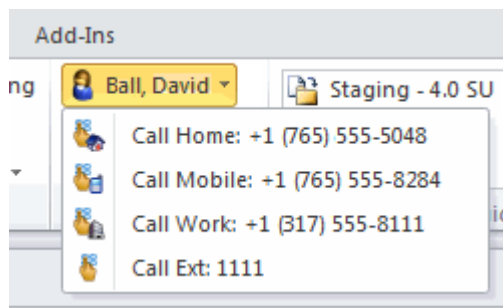 Add-Ins
ng
Ball, David
Staging - 4.0 SU
Call Home: +1 (765) 555-5048
Call Mobile: +1 (765) 555-8284
Call Work: +1 (317) 555-8111
Call Ext: 1111